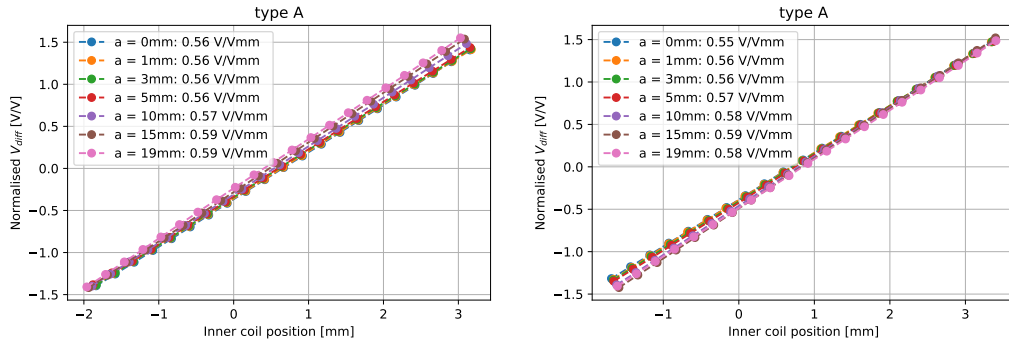 type A
1.5
1.0
0.5
0.0
−0.5
−1.0
−1.5
Normalised V_diff [V/V]
a = 0mm: 0.56 V/Vmm
a = 1mm: 0.56 V/Vmm
a = 3mm: 0.56 V/Vmm
a = 5mm: 0.56 V/Vmm
a = 10mm: 0.57 V/Vmm
a = 15mm: 0.59 V/Vmm
a = 19mm: 0.59 V/Vmm
−2 −1 0 1 2 3
Inner coil position [mm]
type A
1.5
1.0
0.5
0.0
−0.5
−1.0
−1.5
Normalised V_diff [V/V]
a = 0mm: 0.55 V/Vmm
a = 1mm: 0.56 V/Vmm
a = 3mm: 0.56 V/Vmm
a = 5mm: 0.57 V/Vmm
a = 10mm: 0.58 V/Vmm
a = 15mm: 0.59 V/Vmm
a = 19mm: 0.58 V/Vmm
−2 −1 0 1 2 3
Inner coil position [mm]